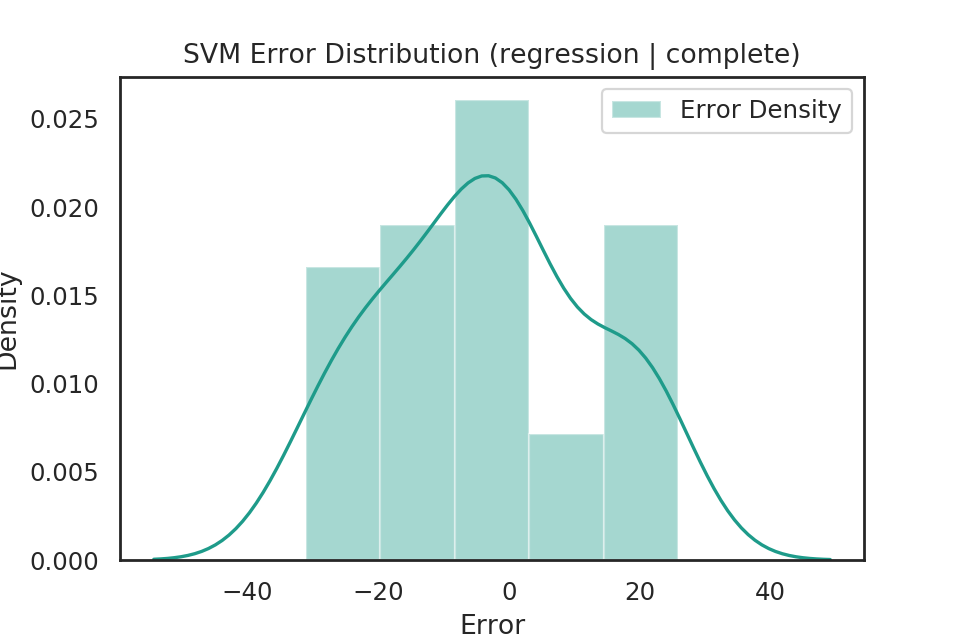 SVM Error Distribution (regression | complete)
Error Density
Density
0.025
0.020
0.015
0.010
0.005
0.000
−40
−20
0
20
40
Error